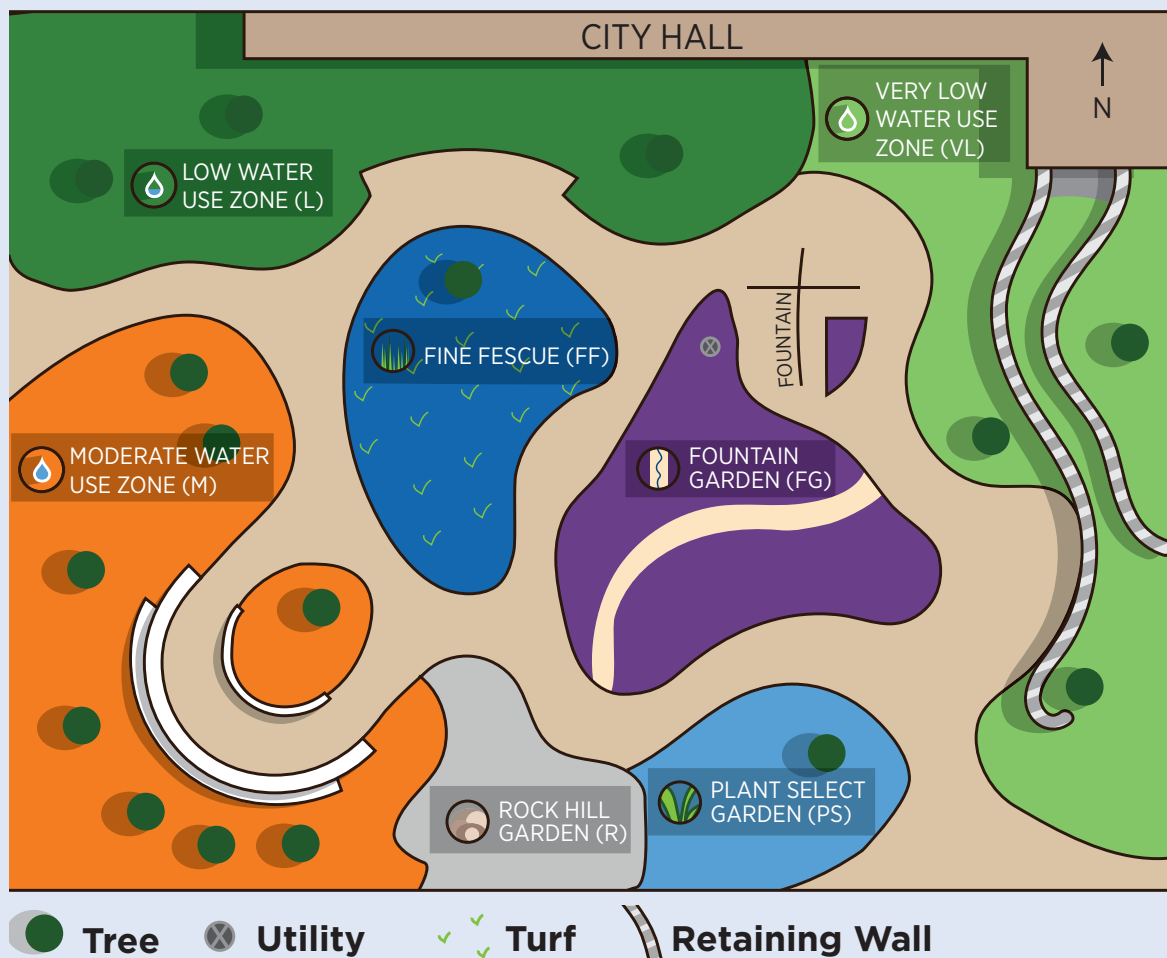 CITY HALL
N
VERY LOW
WATER USE
ZONE (VL)
LOW WATER
USE ZONE (L)
FOUNTAIN
FINE FESCUE (FF)
MODERATE WATER
USE ZONE (M)
FOUNTAIN
GARDEN (FG)
ROCK HILL
GARDEN (R)
PLANT SELECT
GARDEN (PS)
Tree
Utility
Turf
Retaining Wall